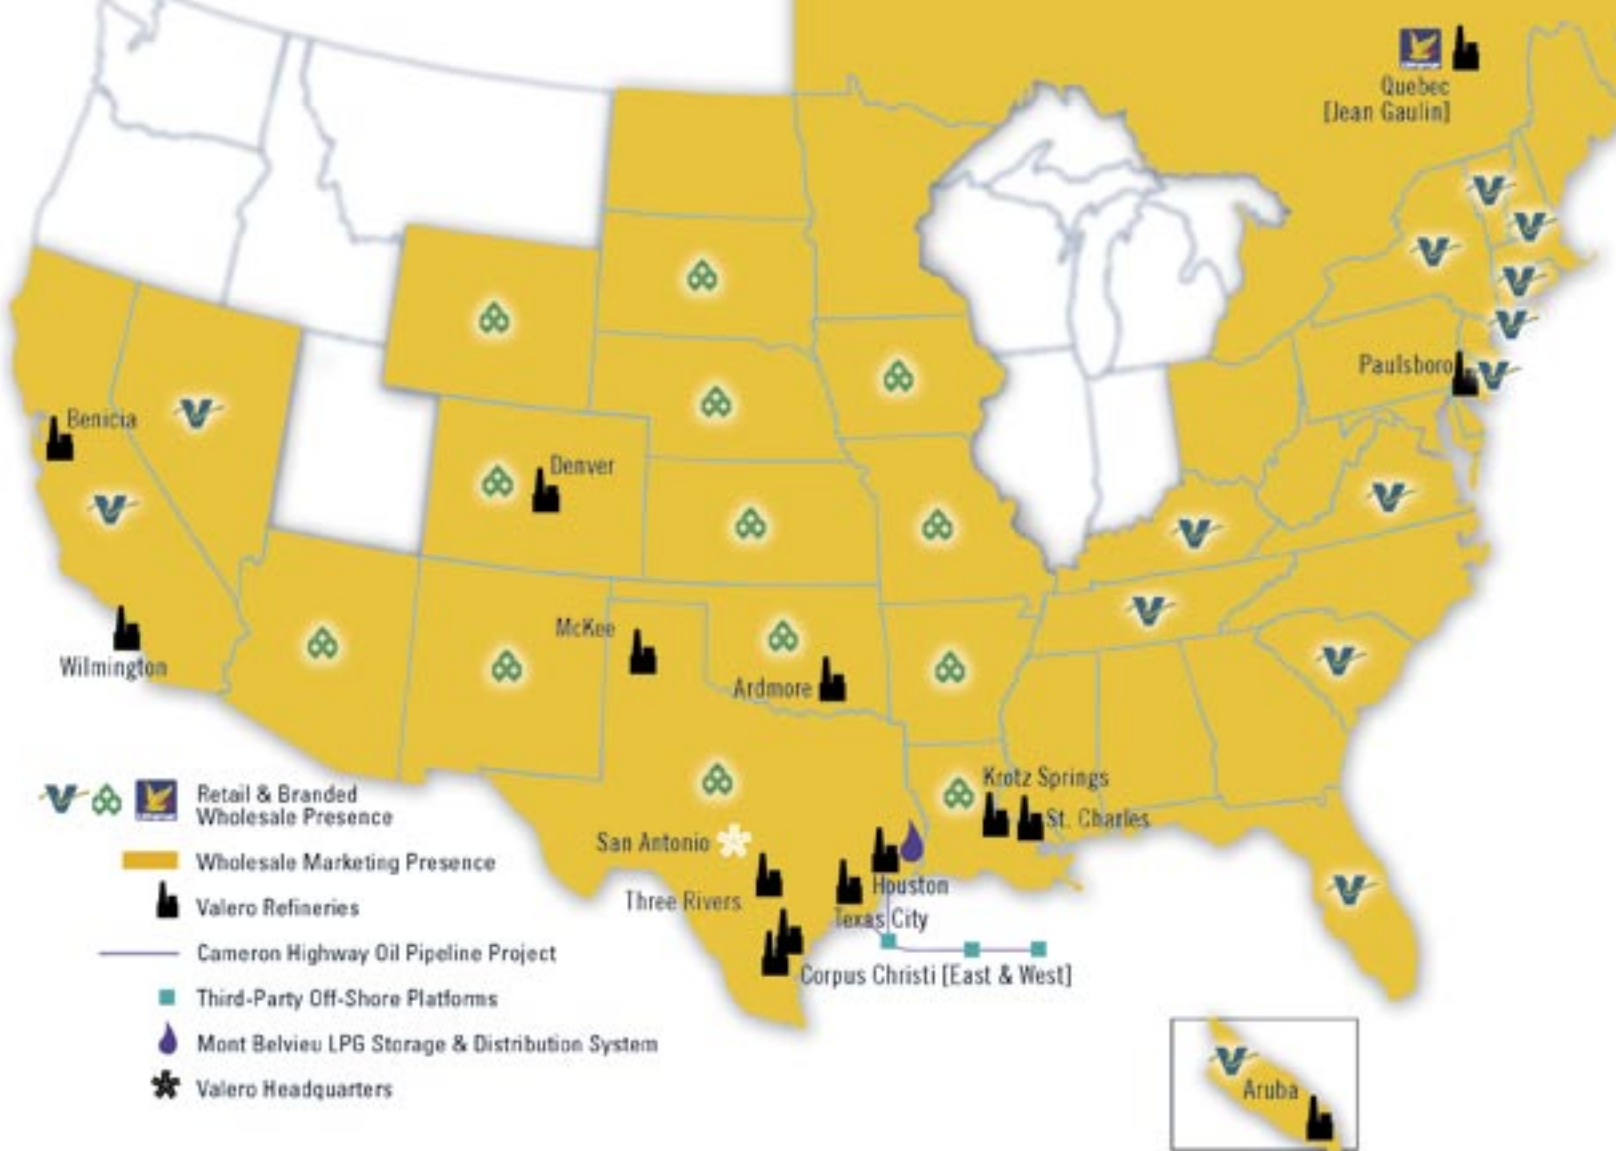 Quebec
[Jean Gaulin]
Paulsboro
Benicia
Denver
Wilmington
McKee
Ardmore
Krotz Springs
St. Charles
San Antonio
Houston
Three Rivers
Texas City
Corpus Christi [East & West]
Retail & Branded
Wholesale Presence
Wholesale Marketing Presence
Valero Refineries
Cameron Highway Oil Pipeline Project
Third-Party Off-Shore Platforms
Mont Belvieu LPG Storage & Distribution System
Valero Headquarters
Aruba